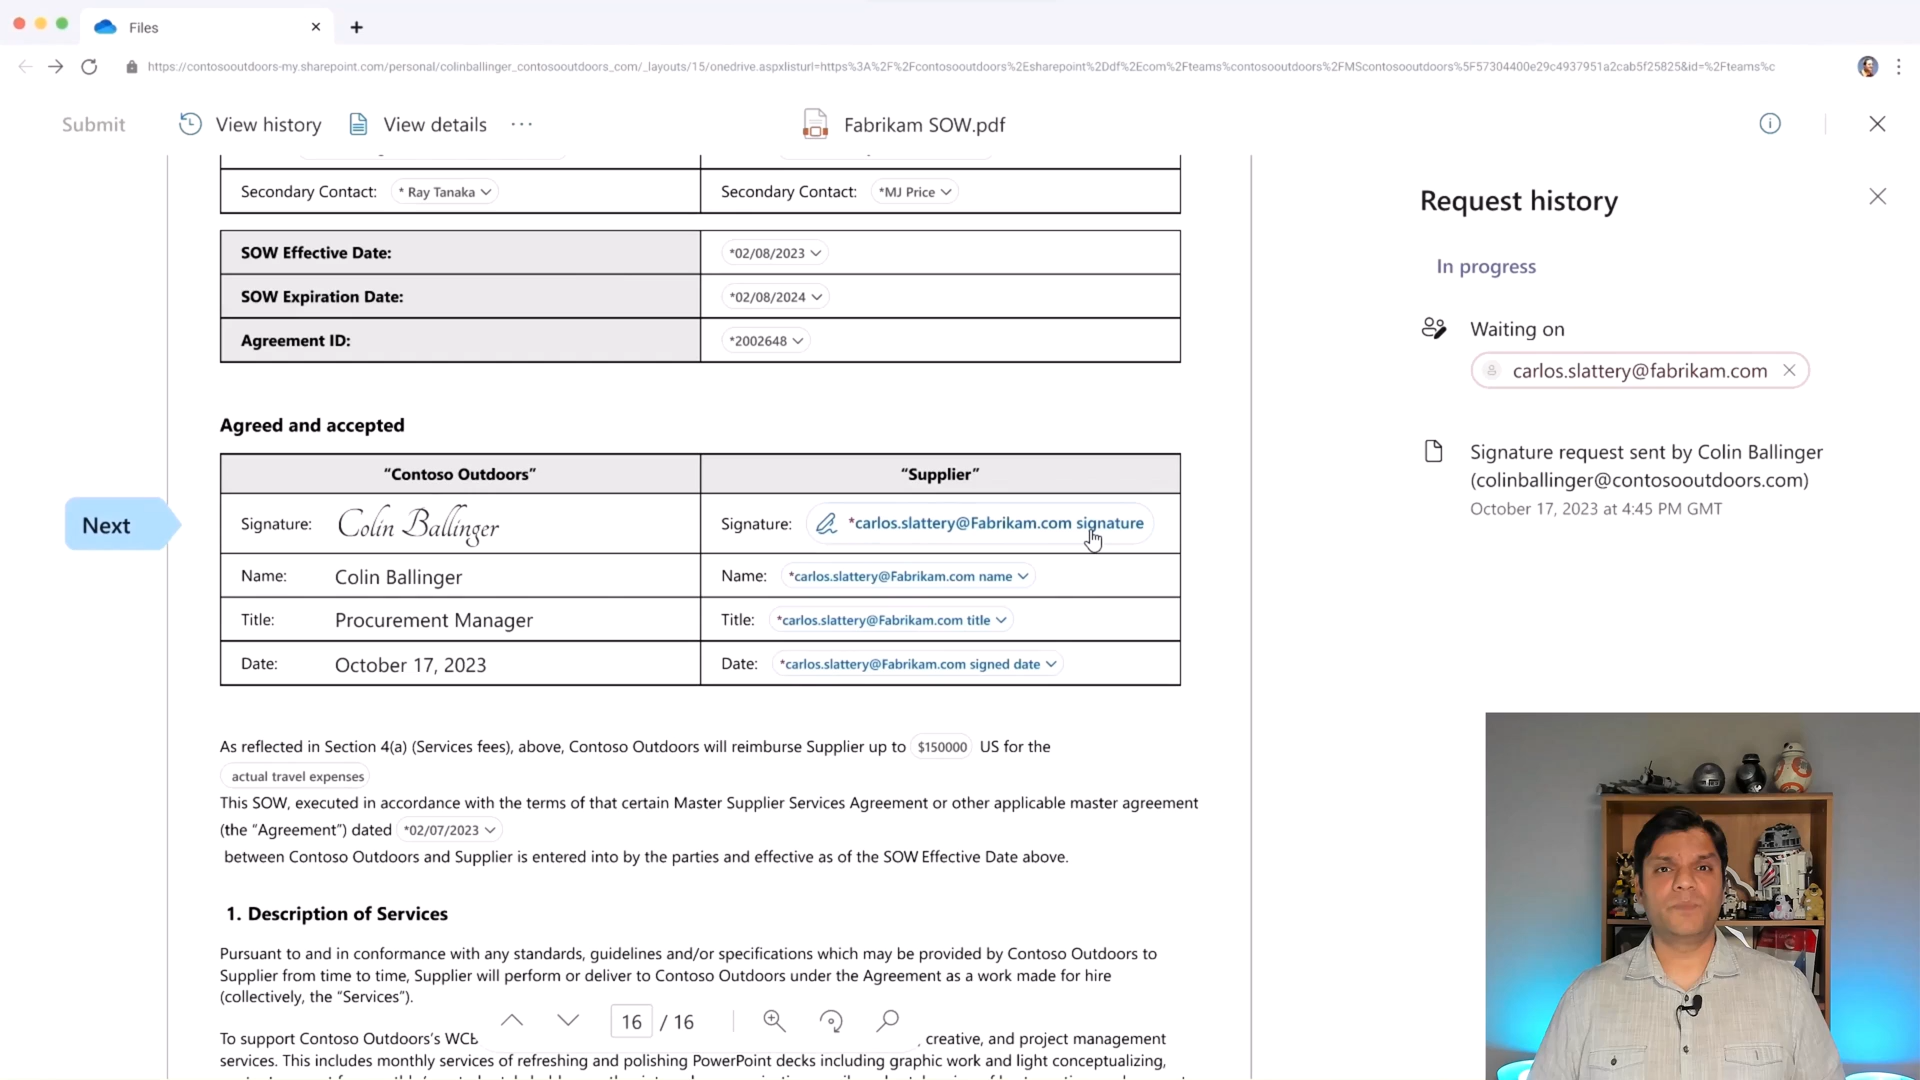 Files
https://contosooutdoors-my.sharepoint.com/personal/colinballinger_contosooutdoors_com/_layouts/15/onedrive.aspxlisturl=https%3A%2F%2Fcontosooutdoors%2Esharepoint%2Ddf%2Ecom%2Fteams%contosooutdoors%2FMScontosooutdoors%5F57304400e29c4937951a2cab5f25825&id=%2Fteams%c
Submit
View history
View details
Fabrikam SOW.pdf
Secondary Contact: * Ray Tanaka
Secondary Contact: *MJ Price
SOW Effective Date: *02/08/2023
SOW Expiration Date: *02/08/2024
Agreement ID: *2002648
Agreed and accepted
“Contoso Outdoors” “Supplier”
Next
Signature: Colin Ballinger
Signature: *carlos.slattery@Fabrikam.com signature
Name: Colin Ballinger
Name: *carlos.slattery@Fabrikam.com name
Title: Procurement Manager
Title: *carlos.slattery@Fabrikam.com title
Date: October 17, 2023
Date: *carlos.slattery@Fabrikam.com signed date
As reflected in Section 4(a) (Services fees), above, Contoso Outdoors will reimburse Supplier up to $150000 US for the
actual travel expenses
This SOW, executed in accordance with the terms of that certain Master Supplier Services Agreement or other applicable master agreement
(the “Agreement”) dated *02/07/2023
between Contoso Outdoors and Supplier is entered into by the parties and effective as of the SOW Effective Date above.
1. Description of Services
Pursuant to and in conformance with any standards, guidelines and/or specifications which may be provided by Contoso Outdoors to
Supplier from time to time, Supplier will perform or deliver to Contoso Outdoors under the Agreement as a work made for hire
(collectively, the “Services”).
16 / 16
To support Contoso Outdoors's , creative, and project management
services. This includes monthly services of refreshing and polishing PowerPoint decks including graphic work and light conceptualizing,
Request history
In progress
Waiting on
carlos.slattery@fabrikam.com
Signature request sent by Colin Ballinger
(colinballinger@contosooutdoors.com)
October 17, 2023 at 4:45 PM GMT